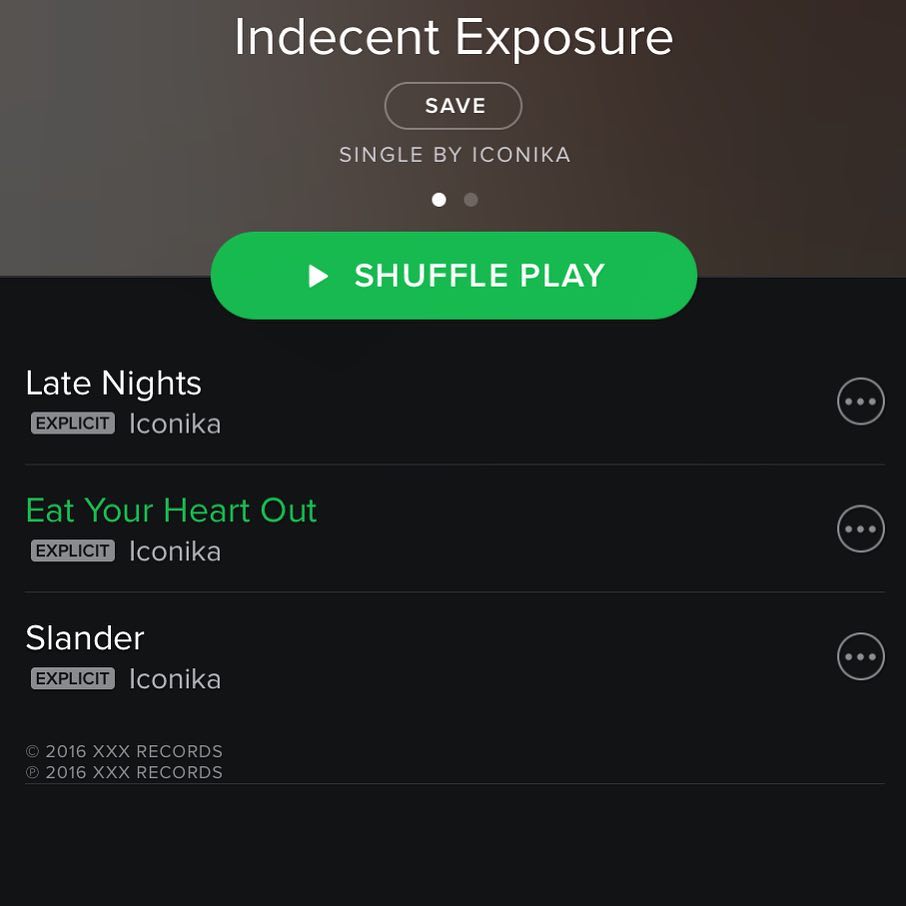 Indecent Exposure
SAVE
SINGLE BY ICONIKA
SHUFFLE PLAY
Late Nights
EXPLICIT Iconika
Eat Your Heart Out
EXPLICIT Iconika
Slander
EXPLICIT Iconika
© 2016 XXX RECORDS
℗ 2016 XXX RECORDS